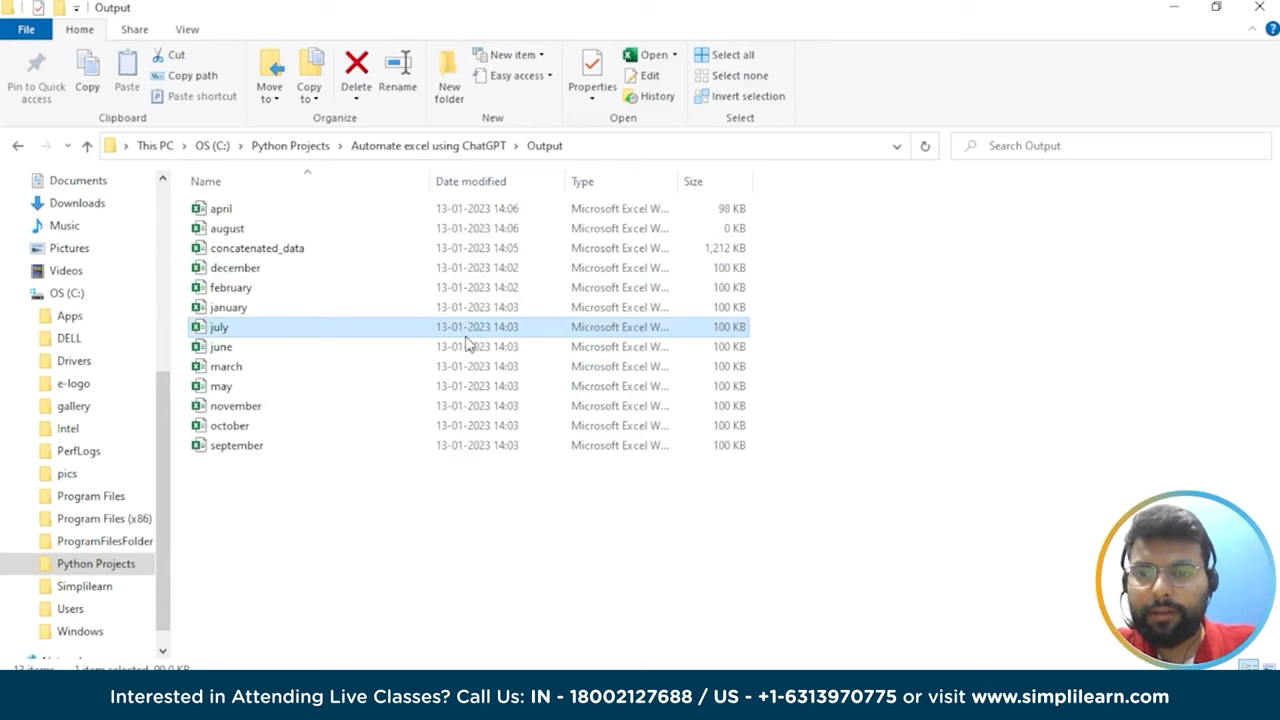 Output
File
Home
Share
View
Pin to Quick access
Copy
Paste
Cut
Copy path
Paste shortcut
Clipboard
Move to
Copy to
Delete
Rename
Organize
New folder
New item
Easy access
New
Properties
Open
Edit
History
Open
Select all
Select none
Invert selection
Select
This PC > OS (C:) > Python Projects > Automate excel using ChatGPT > Output
Search Output
Documents
Downloads
Music
Pictures
Videos
OS (C:)
Apps
DELL
Drivers
e-logo
gallery
Intel
PerfLogs
pics
Program Files
Program Files (x86)
ProgramFilesFolder
Python Projects
Simplilearn
Users
Windows
Name Date modified Type Size
april 13-01-2023 14:06 Microsoft Excel W... 98 KB
august 13-01-2023 14:06 Microsoft Excel W... 0 KB
concatenated_data 13-01-2023 14:05 Microsoft Excel W... 1,212 KB
december 13-01-2023 14:02 Microsoft Excel W... 100 KB
february 13-01-2023 14:02 Microsoft Excel W... 100 KB
january 13-01-2023 14:03 Microsoft Excel W... 100 KB
july 13-01-2023 14:03 Microsoft Excel W... 100 KB
june 13-01-2023 14:03 Microsoft Excel W... 100 KB
march 13-01-2023 14:03 Microsoft Excel W... 100 KB
may 13-01-2023 14:03 Microsoft Excel W... 100 KB
november 13-01-2023 14:03 Microsoft Excel W... 100 KB
october 13-01-2023 14:03 Microsoft Excel W... 100 KB
september 13-01-2023 14:03 Microsoft Excel W... 100 KB
13 items 1 item selected 99.0 KB
Interested in Attending Live Classes? Call Us: IN - 18002127688 / US - +1-6313970775 or visit www.simplilearn.com